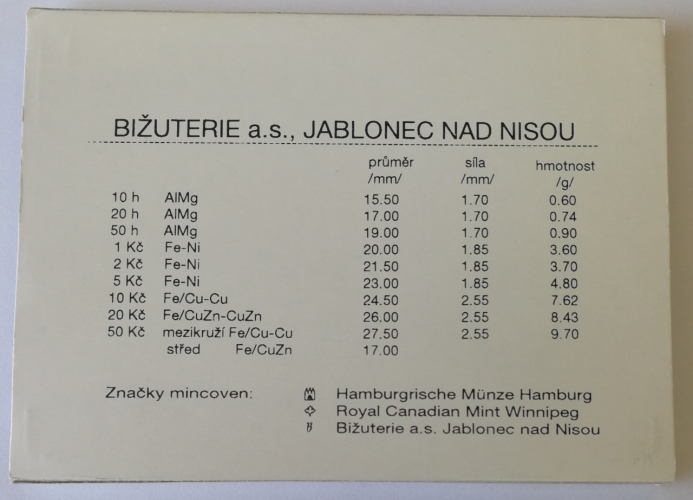 BIŽUTERIE a.s., JABLONEC NAD NISOU
průměr síla hmotnost
/mm/ /mm/ /g/
10 h AlMg 15.50 1.70 0.60
20 h AlMg 17.00 1.70 0.74
50 h AlMg 19.00 1.70 0.90
1 Kč Fe-Ni 20.00 1.85 3.60
2 Kč Fe-Ni 21.50 1.85 3.70
5 Kč Fe-Ni 23.00 1.85 4.80
10 Kč Fe/Cu-Cu 24.50 2.55 7.62
20 Kč Fe/CuZn-CuZn 26.00 2.55 8.43
50 Kč mezikruží Fe/Cu-Cu 27.50 2.55 9.70
střed Fe/CuZn 17.00
Značky mincoven: Hamburgrische Münze Hamburg
Royal Canadian Mint Winnipeg
Bižuterie a.s. Jablonec nad Nisou